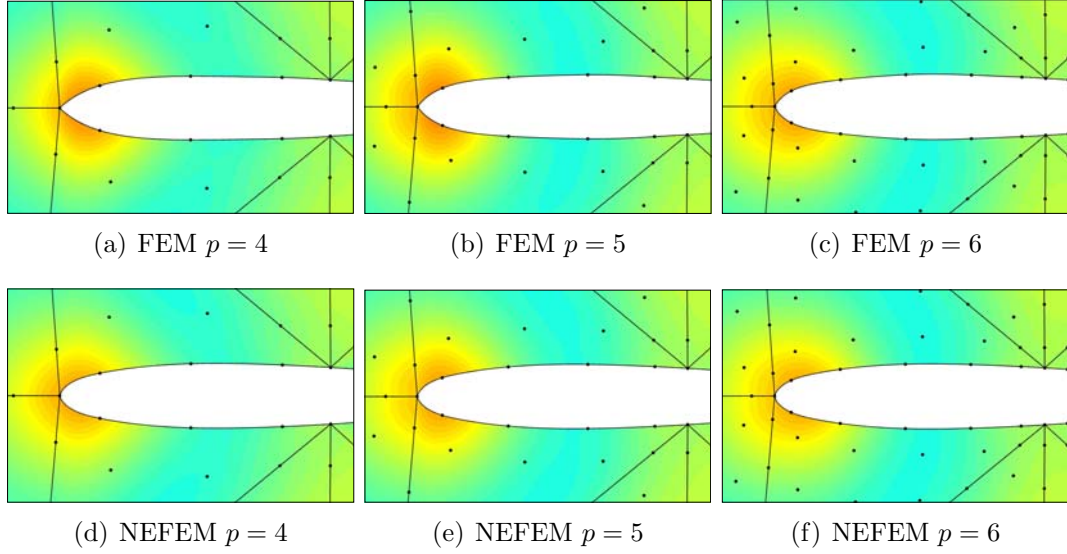 (a) FEM p = 4
(b) FEM p = 5
(c) FEM p = 6
(d) NEFEM p = 4
(e) NEFEM p = 5
(f) NEFEM p = 6